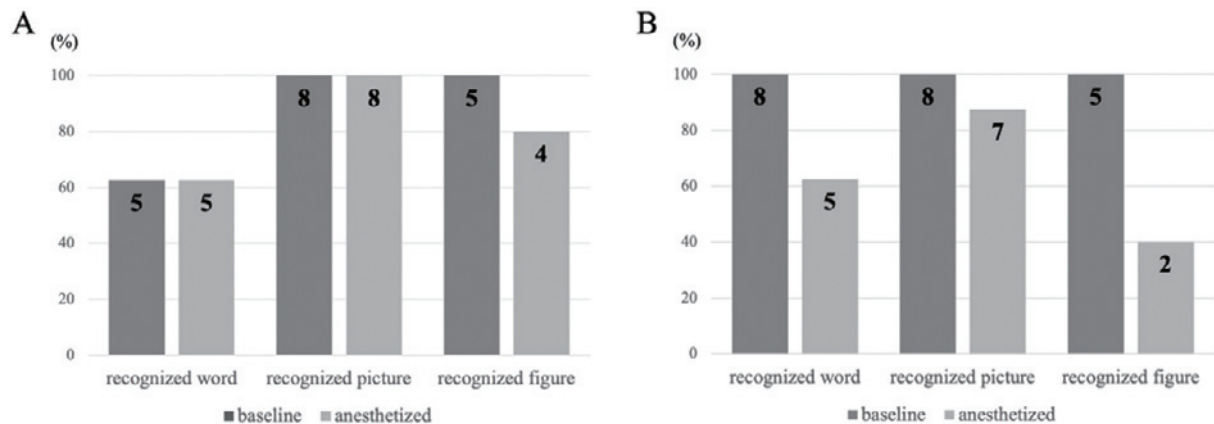 A
(%)
100
80
60
40
20
0
5
5
8
8
5
4
recognized word
recognized picture
recognized figure
baseline
anesthetized
B
(%)
100
80
60
40
20
0
8
5
8
7
5
2
recognized word
recognized picture
recognized figure
baseline
anesthetized